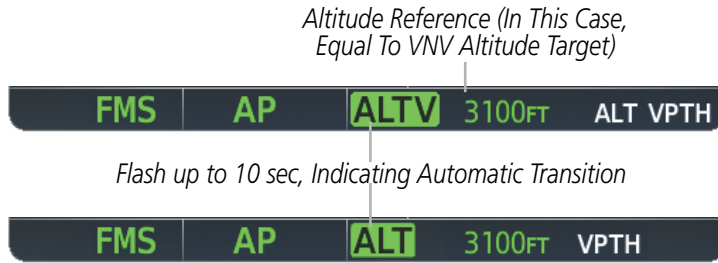 Altitude Reference (In This Case,
Equal To VNV Altitude Target)
FMS AP ALTV 3100FT ALT VPTH
Flash up to 10 sec, Indicating Automatic Transition
FMS AP ALT 3100FT VPTH